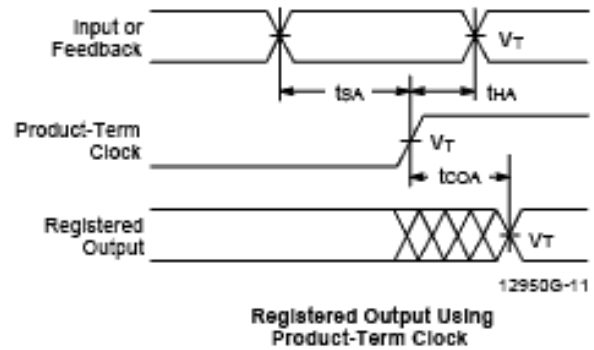 Input or
Feedback
VT
tSA
tHA
Product-Term
Clock
VT
tCOA
Registered
Output
VT
12950G-11
Registered Output Using
Product-Term Clock